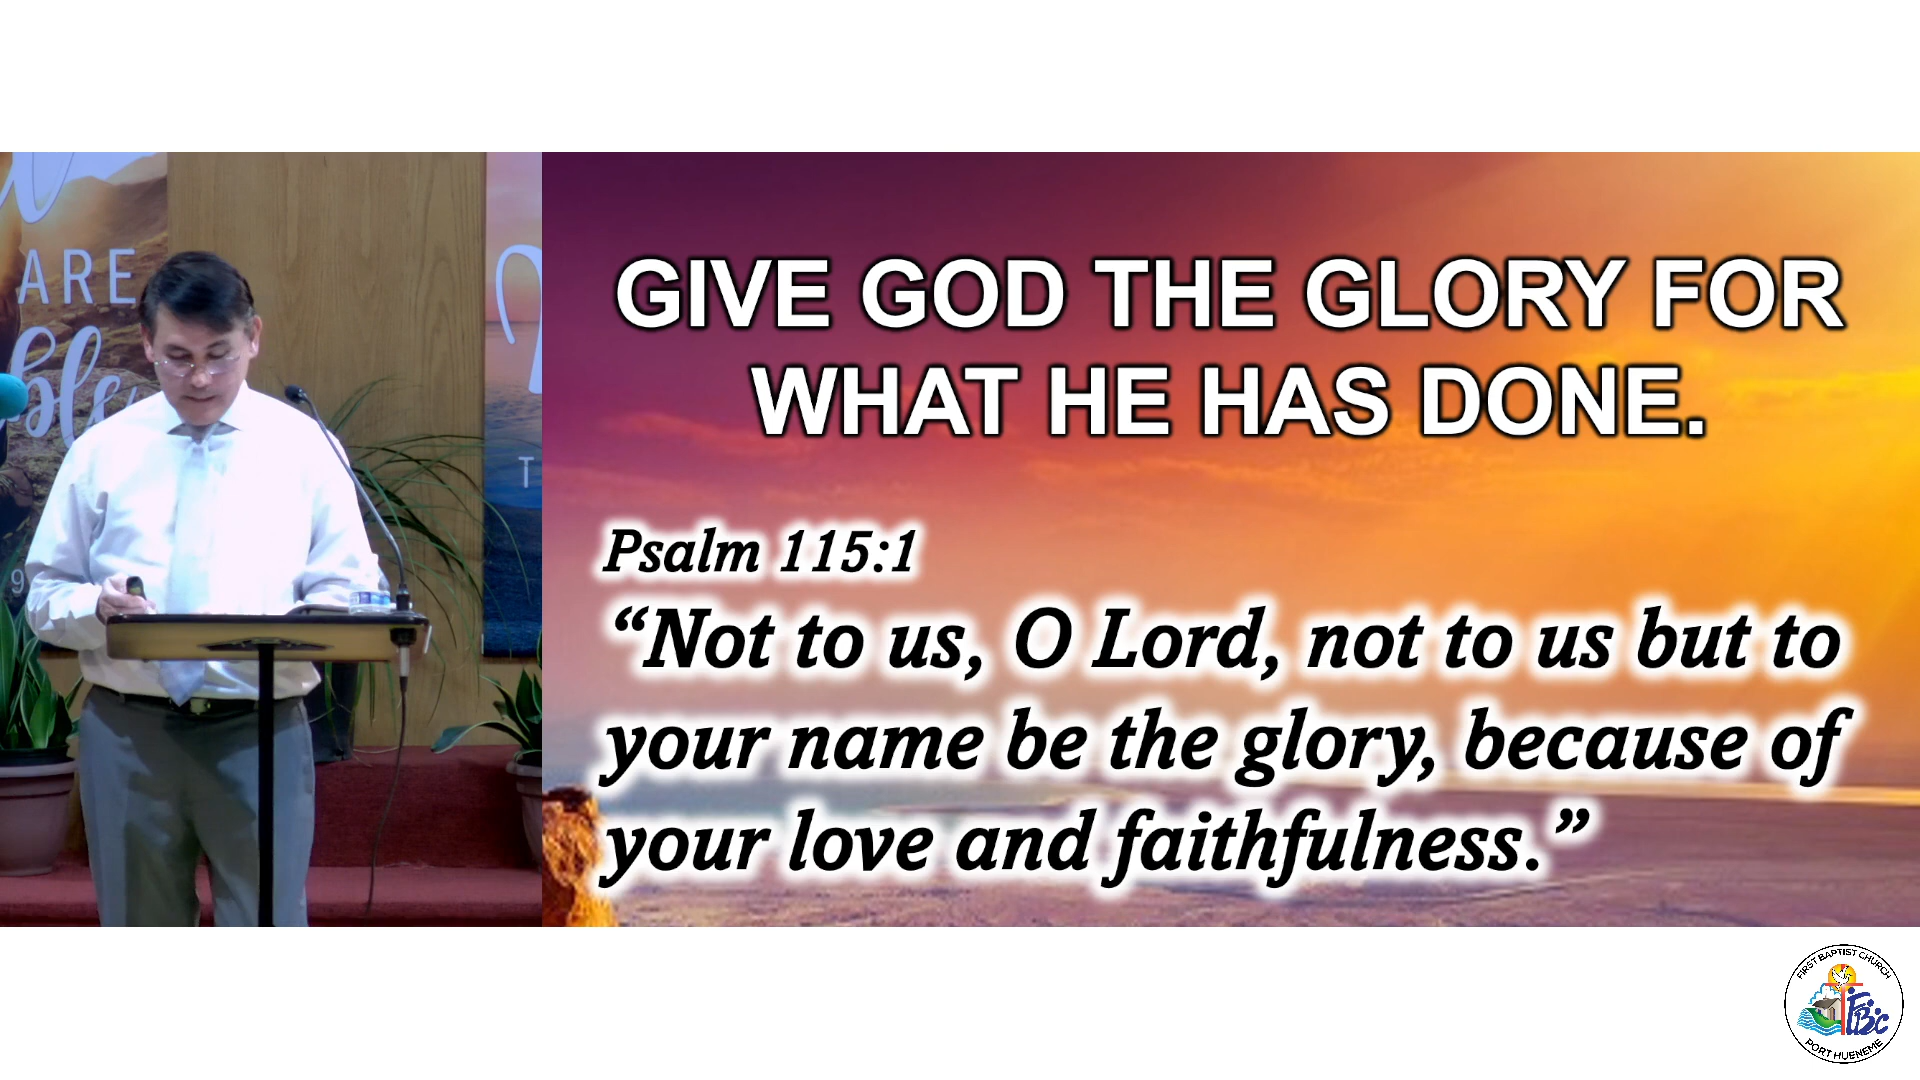 ARE
ble
T
9
GIVE GOD THE GLORY FOR
WHAT HE HAS DONE.
Psalm 115:1
“Not to us, O Lord, not to us but to
your name be the glory, because of
your love and faithfulness.”
FIRST BAPTIST CHURCH
FBC
PORT HUENEME